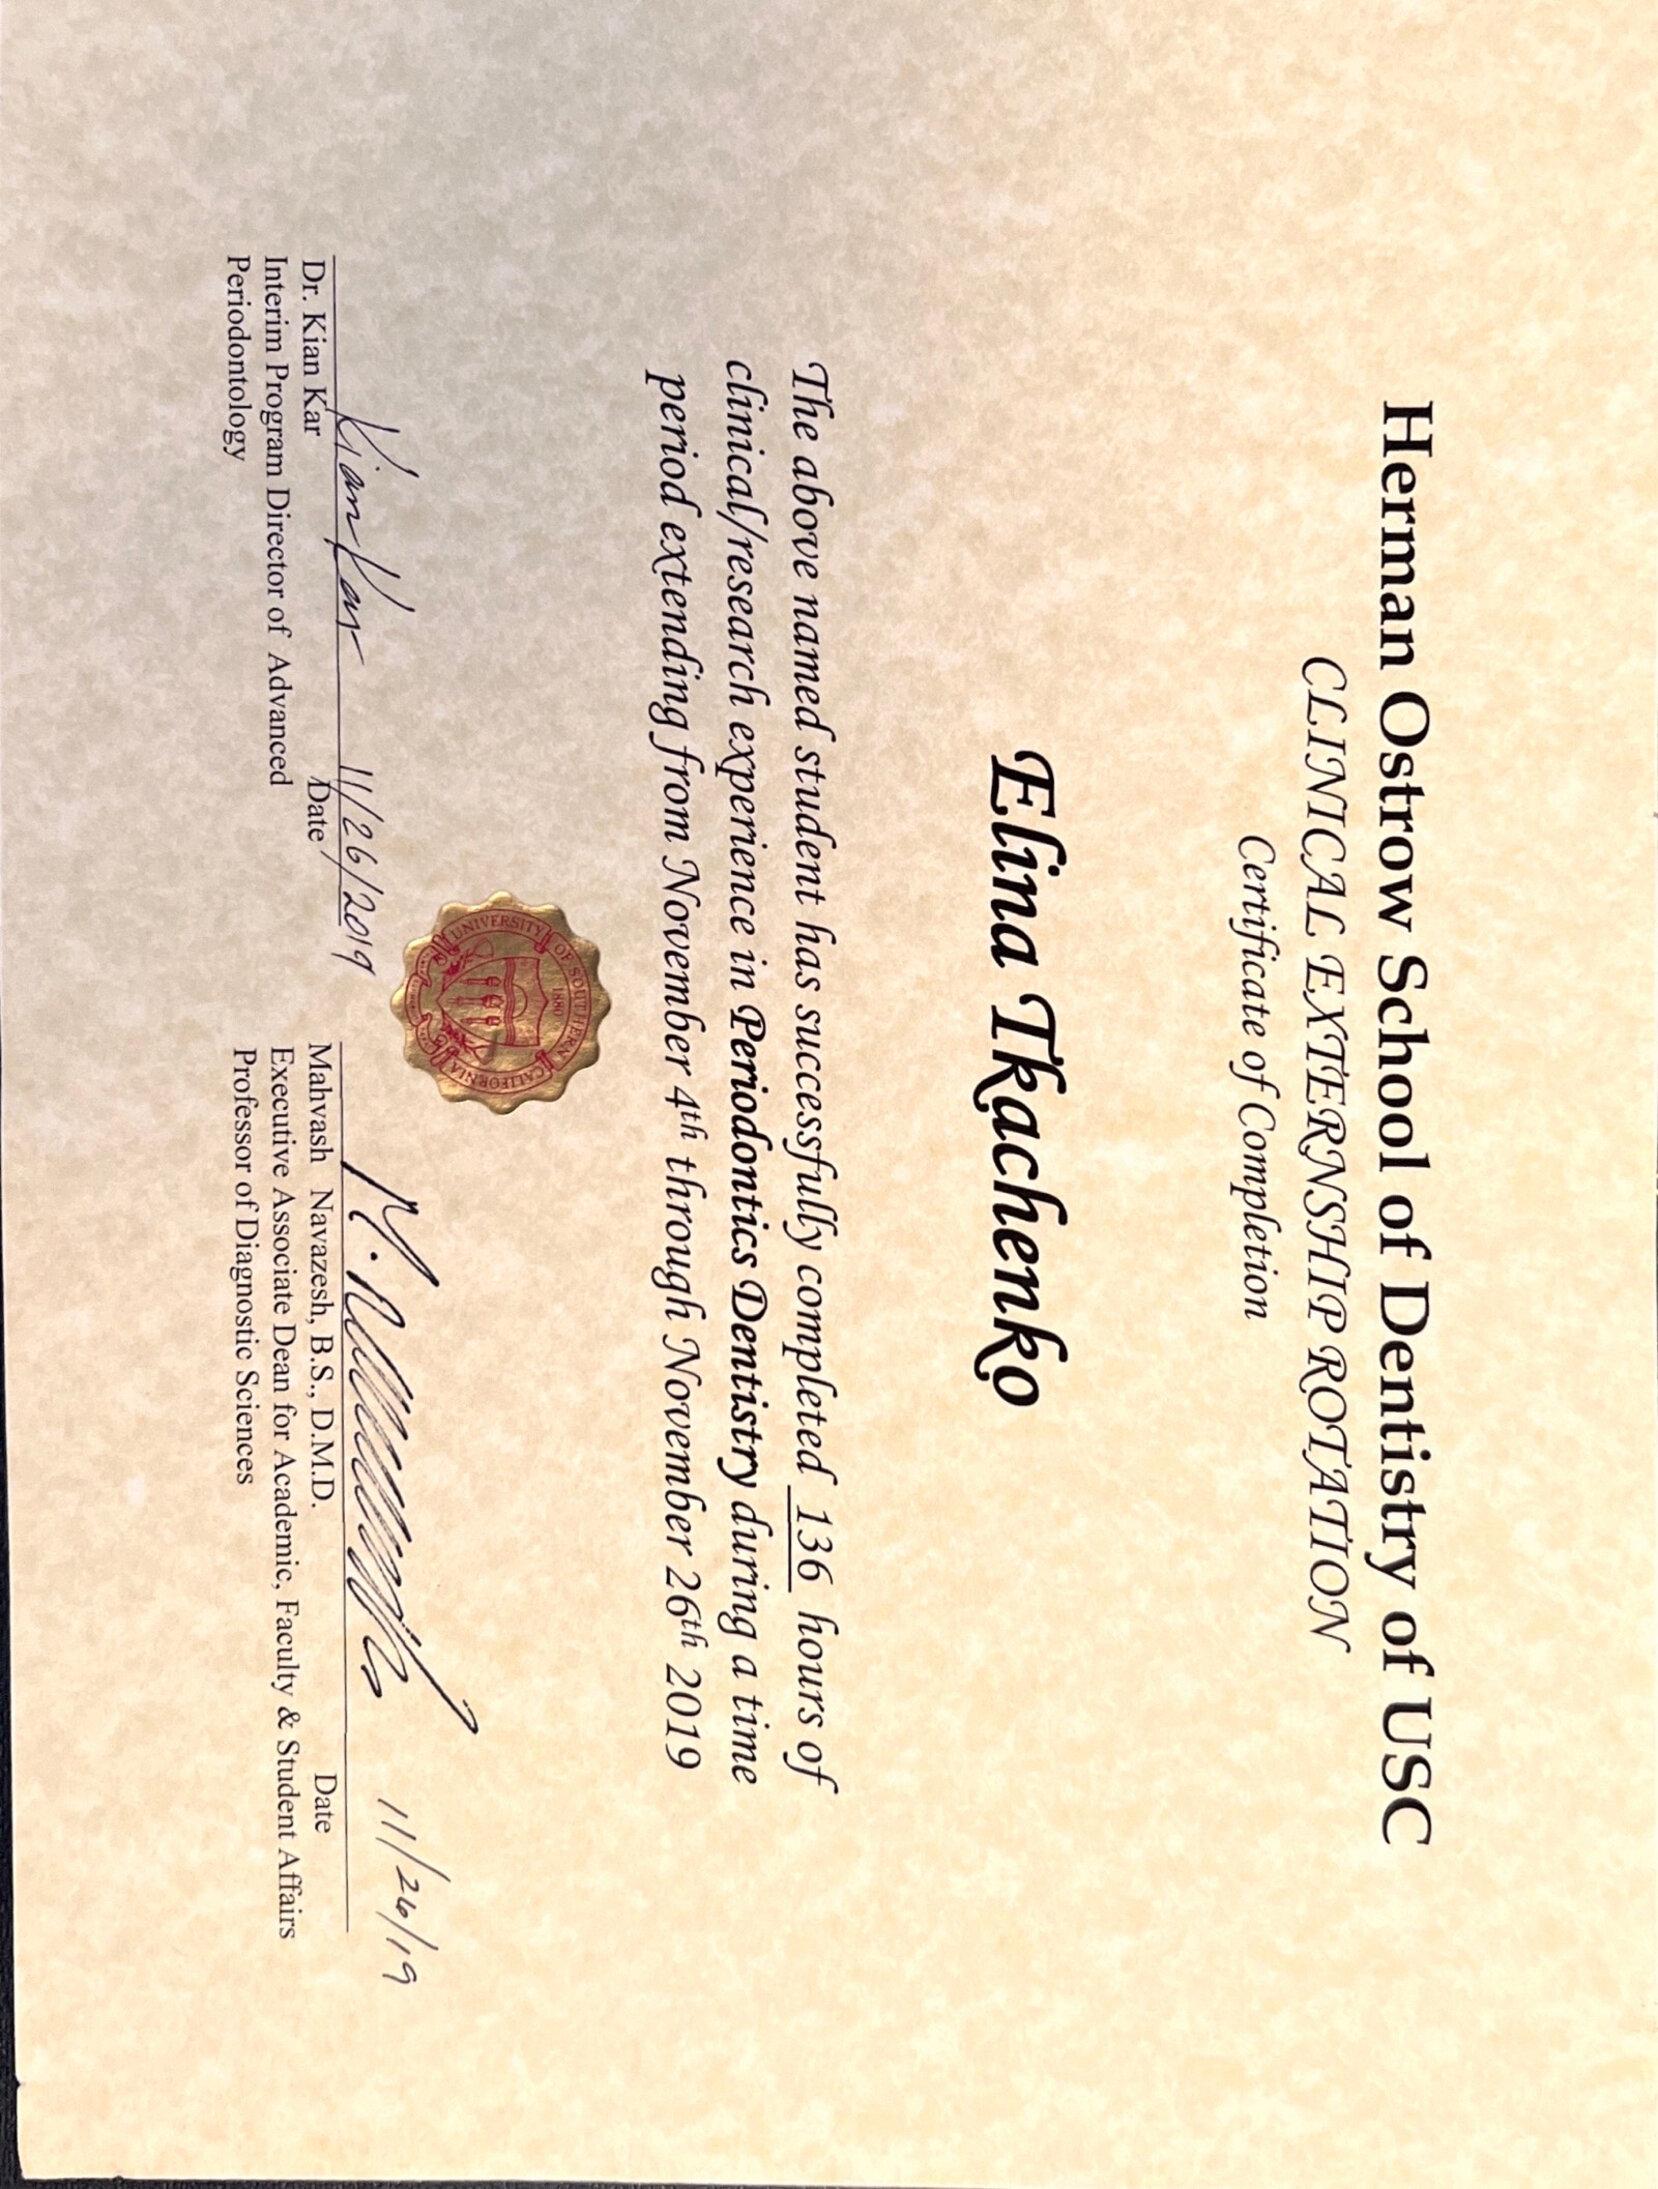 Herman Ostrow School of Dentistry of USC
CLINICAL EXTERNSHIP ROTATION
Certificate of Completion
Elina Tkachenko
The above named student has successfully completed 136 hours of
clinical/research experience in Periodontics Dentistry during a time
period extending from November 4th through November 26th 2019
UNIVERSITY OF SOUTHERN CALIFORNIA
1880
Kian Kar 11/26/2019
Dr. Kian Kar Date
Interim Program Director of Advanced
Periodontology
11/26/19
Mahvash Navazesh, B.S., D.M.D. Date
Executive Associate Dean for Academic, Faculty & Student Affairs
Professor of Diagnostic Sciences